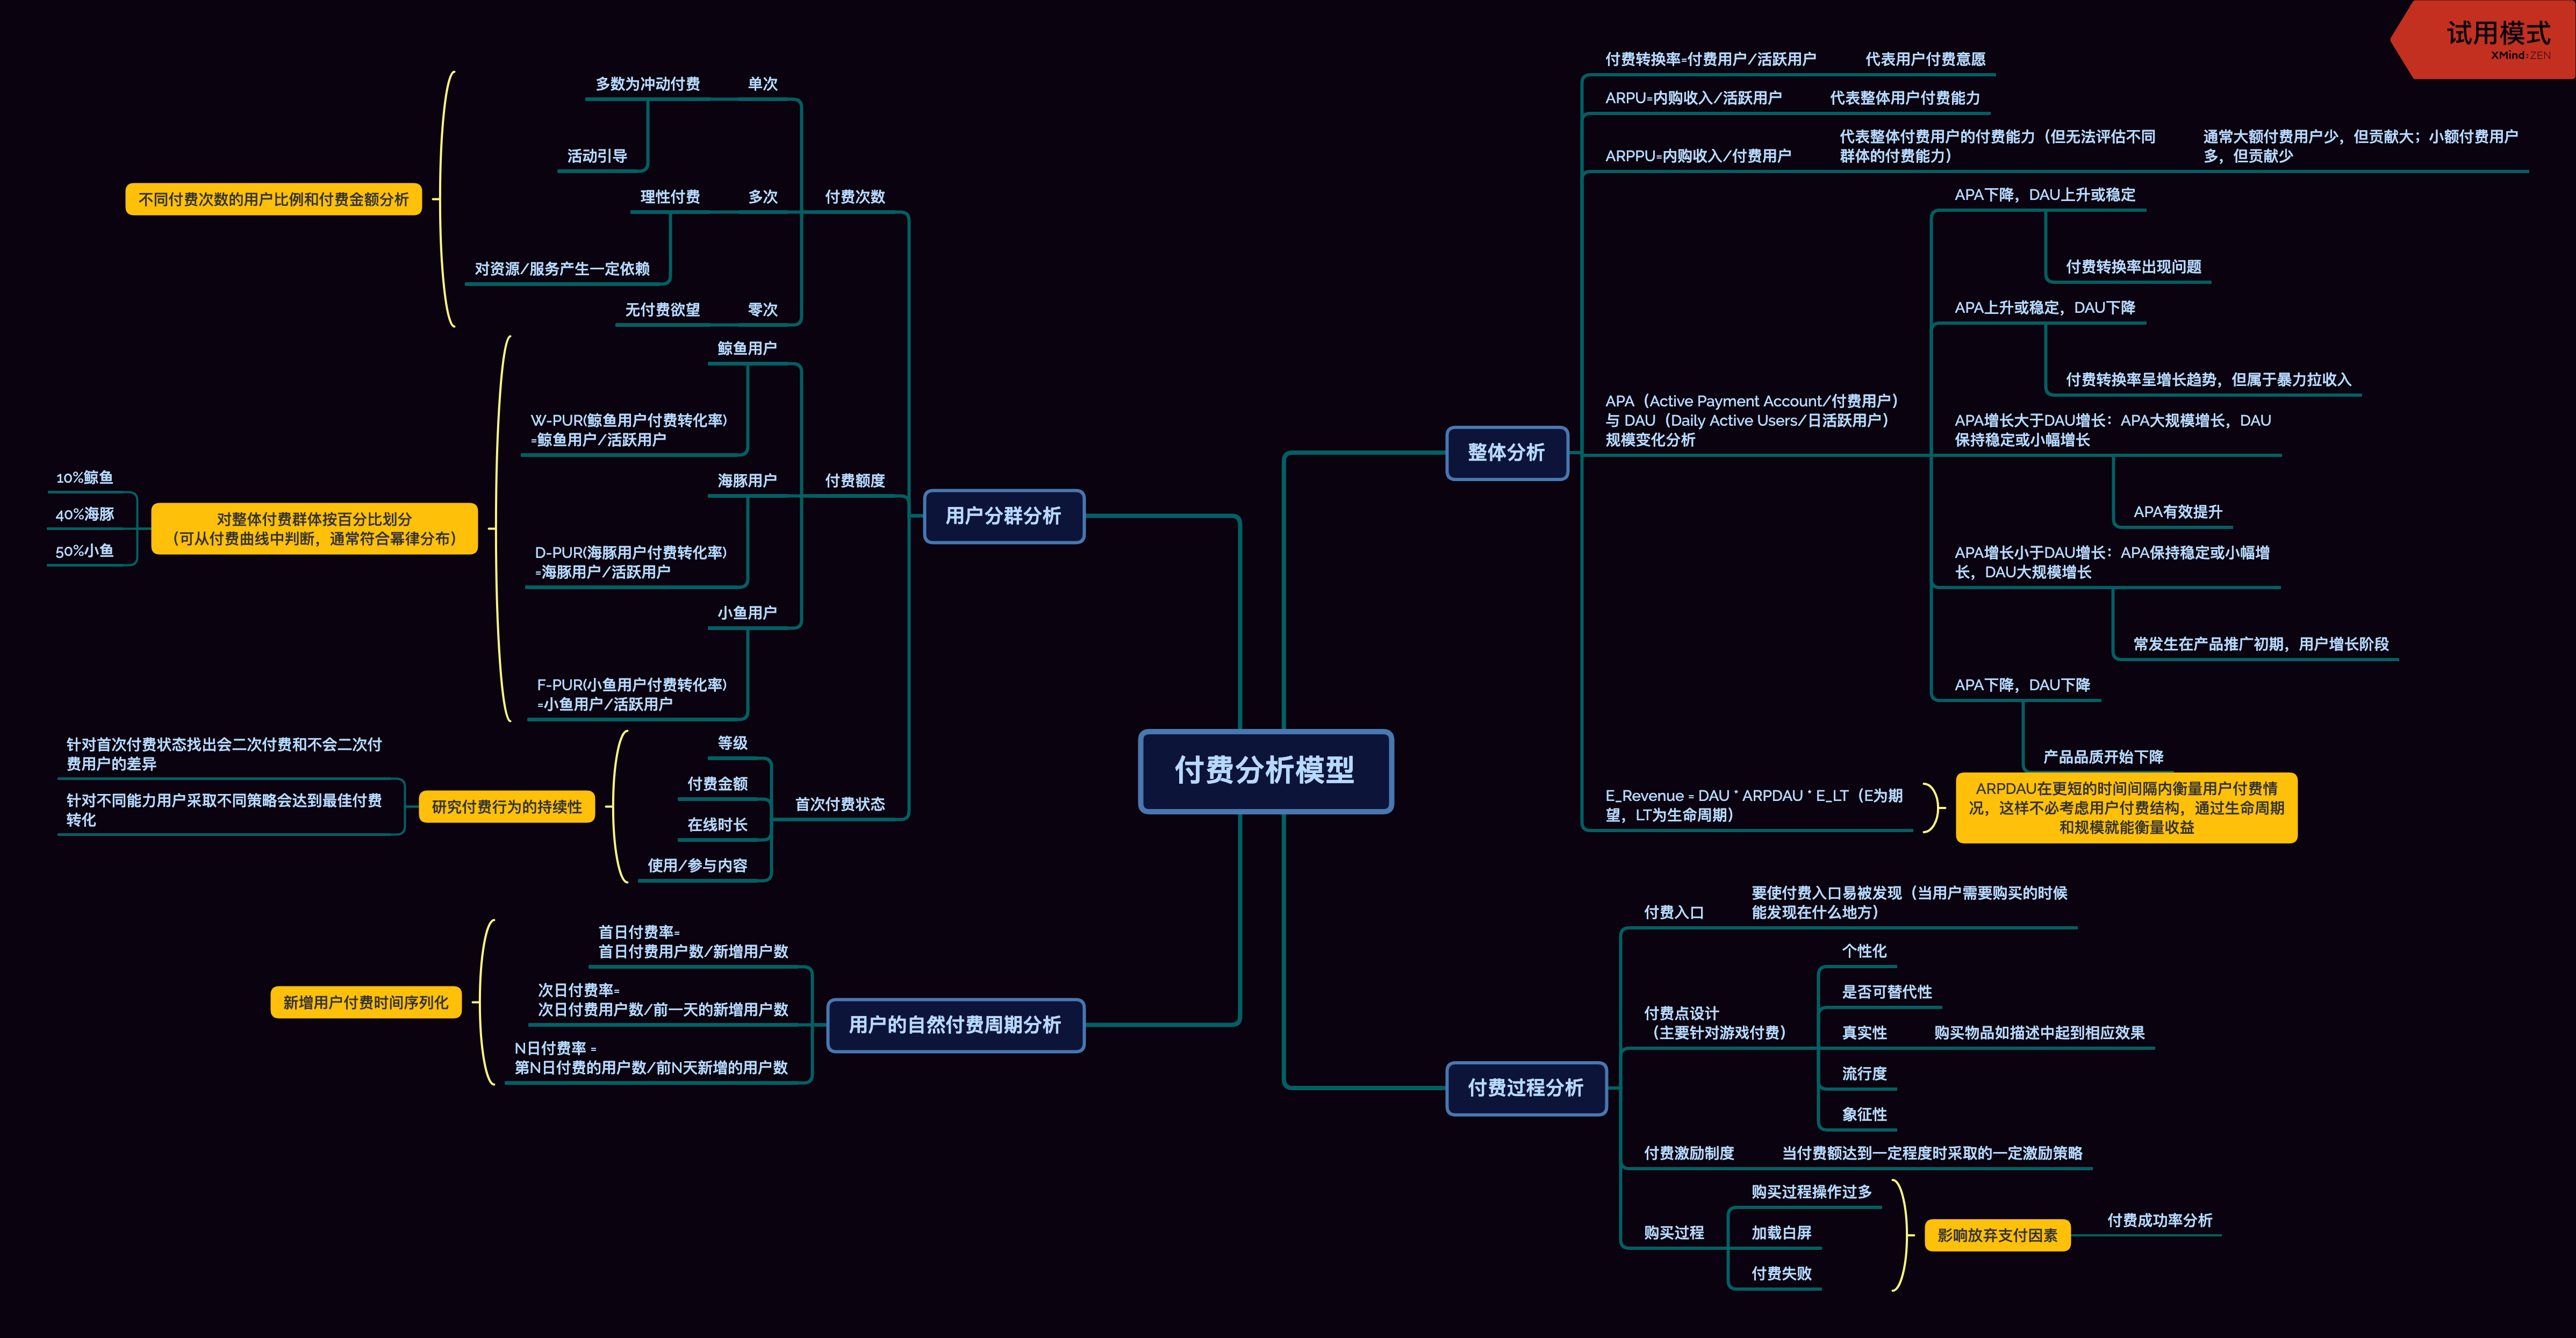 试用模式
XMind:ZEN
付费分析模型
整体分析
付费转换率=付费用户/活跃用户
代表用户付费意愿
ARPU=内购收入/活跃用户
代表整体用户付费能力
ARPPU=内购收入/付费用户
代表整体付费用户的付费能力（但无法评估不同
群体的付费能力）
通常大额付费用户少，但贡献大；小额付费用户
多，但贡献少
APA（Active Payment Account/付费用户）
与 DAU（Daily Active Users/日活跃用户）
规模变化分析
APA下降，DAU上升或稳定
付费转换率出现问题
APA上升或稳定，DAU下降
付费转换率呈增长趋势，但属于暴力拉收入
APA增长大于DAU增长：APA大规模增长，DAU
保持稳定或小幅增长
APA有效提升
APA增长小于DAU增长：APA保持稳定或小幅增
长，DAU大规模增长
常发生在产品推广初期，用户增长阶段
APA下降，DAU下降
产品品质开始下降
E_Revenue = DAU * ARPDAU * E_LT（E为期
望，LT为生命周期）
ARPDAU在更短的时间间隔内衡量用户付费情
况，这样不必考虑用户付费结构，通过生命周期
和规模就能衡量收益
付费过程分析
付费入口
要使付费入口易被发现（当用户需要购买的时候
能发现在什么地方）
付费点设计
（主要针对游戏付费）
个性化
是否可替代性
真实性
购买物品如描述中起到相应效果
流行度
象征性
付费激励制度
当付费额达到一定程度时采取的一定激励策略
购买过程
购买过程操作过多
加载白屏
付费失败
影响放弃支付因素
付费成功率分析
用户分群分析
付费次数
单次
多数为冲动付费
活动引导
多次
理性付费
对资源/服务产生一定依赖
零次
无付费欲望
不同付费次数的用户比例和付费金额分析
付费额度
鲸鱼用户
W-PUR(鲸鱼用户付费转化率)
=鲸鱼用户/活跃用户
海豚用户
D-PUR(海豚用户付费转化率)
=海豚用户/活跃用户
小鱼用户
F-PUR(小鱼用户付费转化率)
=小鱼用户/活跃用户
对整体付费群体按百分比划分
（可从付费曲线中判断，通常符合幂律分布）
10%鲸鱼
40%海豚
50%小鱼
首次付费状态
等级
付费金额
在线时长
使用/参与内容
研究付费行为的持续性
针对首次付费状态找出会二次付费和不会二次付
费用户的差异
针对不同能力用户采取不同策略会达到最佳付费
转化
用户的自然付费周期分析
首日付费率=
首日付费用户数/新增用户数
次日付费率=
次日付费用户数/前一天的新增用户数
N日付费率 =
第N日付费的用户数/前N天新增的用户数
新增用户付费时间序列化